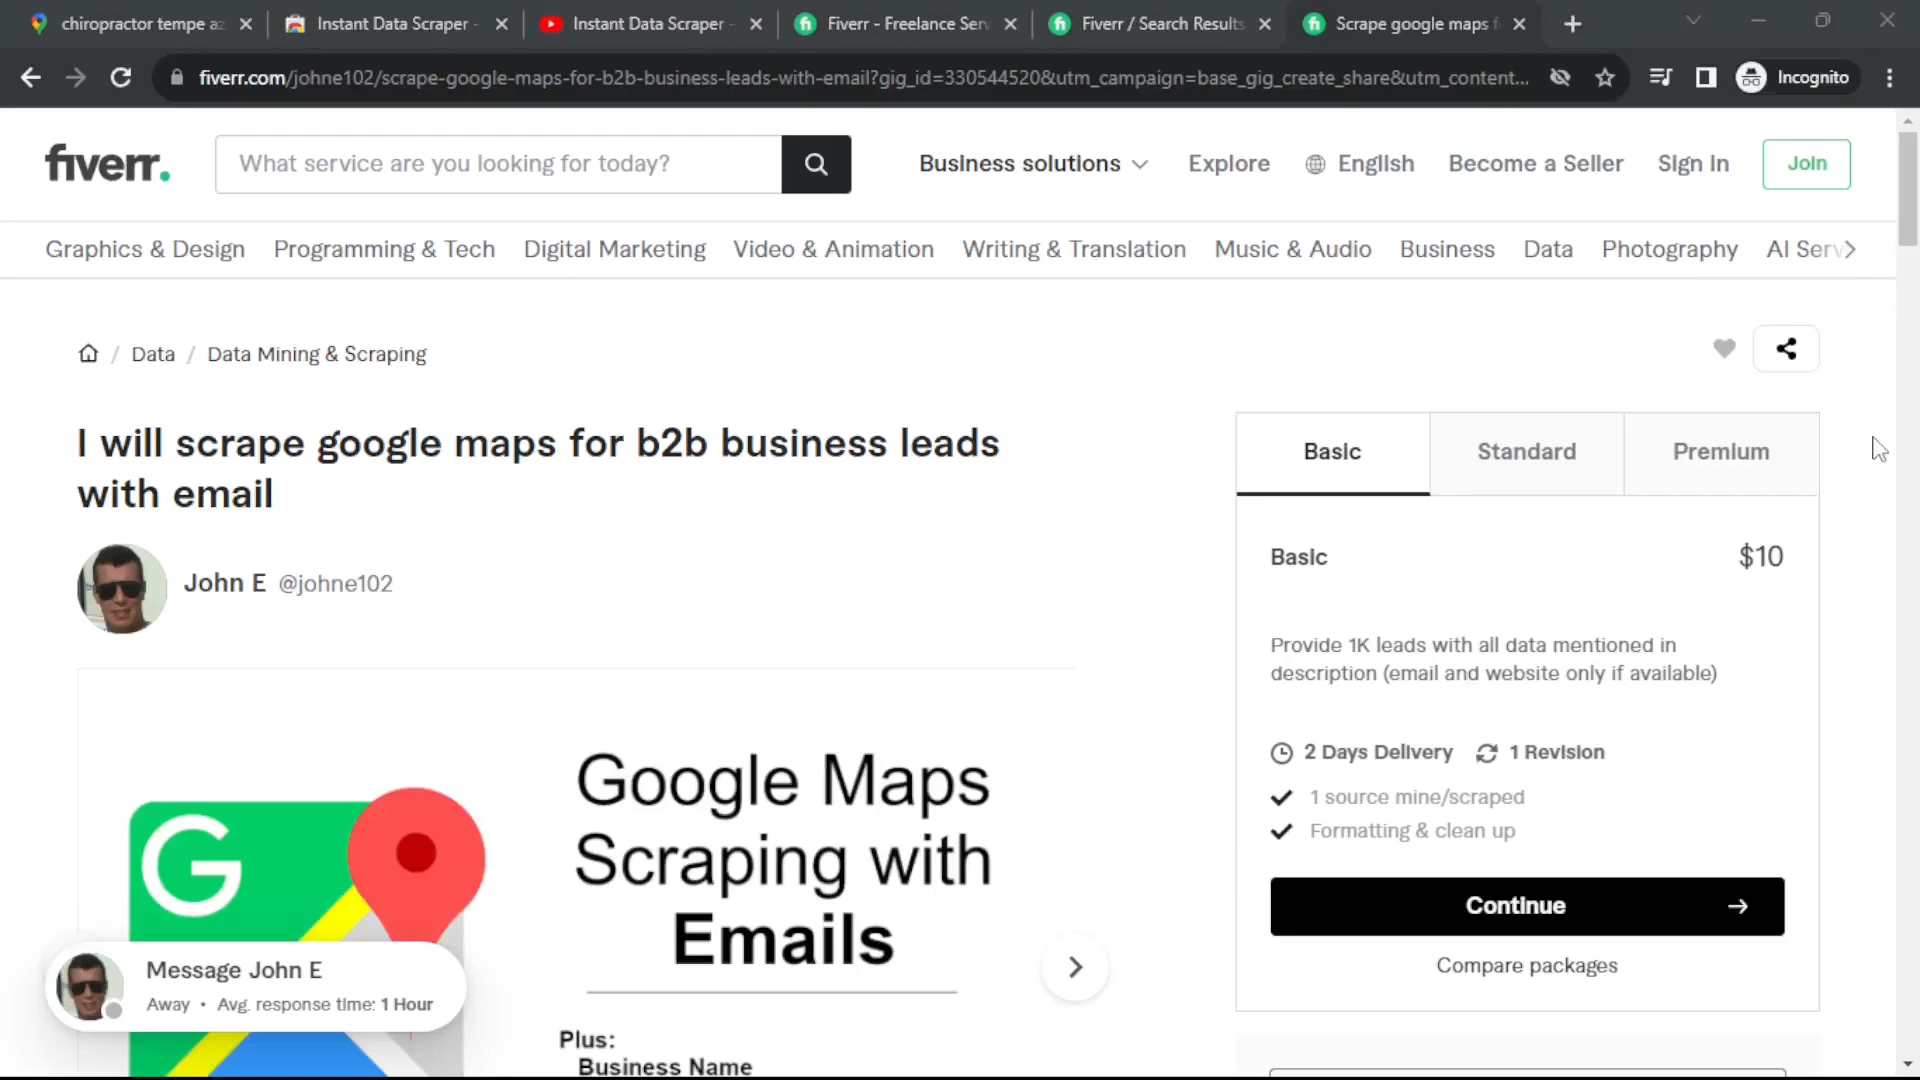 chiropractor tempe az
Instant Data Scraper -
Instant Data Scraper -
Fiverr - Freelance Serv
Fiverr / Search Results
Scrape google maps f
fiverr.com/johne102/scrape-google-maps-for-b2b-business-leads-with-email?gig_id=330544520&utm_campaign=base_gig_create_share&utm_content...
Incognito
fiverr.
What service are you looking for today?
Business solutions
Explore
English
Become a Seller
Sign In
Join
Graphics & Design
Programming & Tech
Digital Marketing
Video & Animation
Writing & Translation
Music & Audio
Business
Data
Photography
AI Serv
/ Data / Data Mining & Scraping
I will scrape google maps for b2b business leads
with email
John E @johne102
Google Maps
Scraping with
Emails
Plus:
Business Name
G
Message John E
Away • Avg. response time: 1 Hour
Basic
Standard
Premium
Basic
$10
Provide 1K leads with all data mentioned in
description (email and website only if available)
2 Days Delivery
1 Revision
1 source mine/scraped
Formatting & clean up
Continue
Compare packages